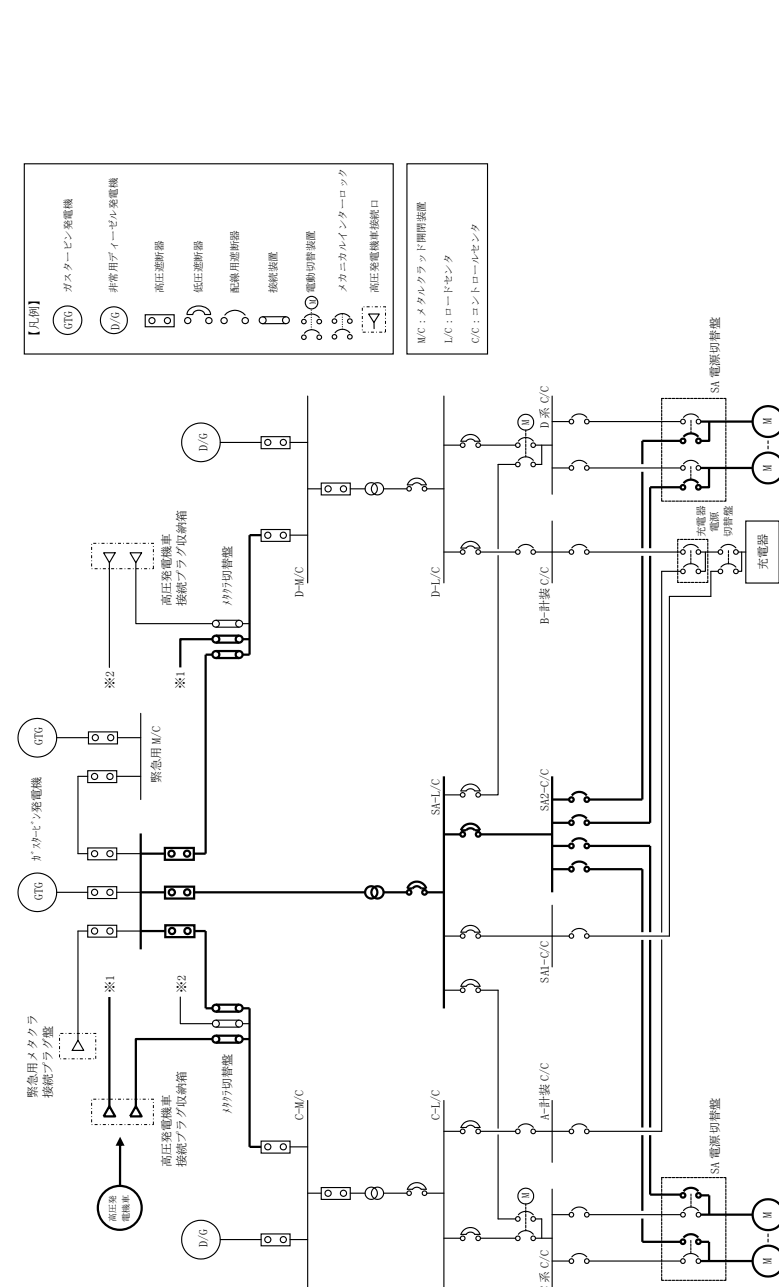 【凡例】
GTG
ガスタービン発電機
D/G
非常用ディーゼル発電機
高圧遮断器
低圧遮断器
配線用遮断器
接続装置
M
電動切替装置
メカニカルインターロック
高圧発電機車接続口
M/C：メタルクラッド開閉装置
L/C：ロードセンタ
C/C：コントロールセンタ
高圧発
電機車
高圧発電機車
接続プラグ収納箱
※1
緊急用メタクラ
接続プラグ盤
GTG
ｶﾞｽﾀｰﾋﾞﾝ発電機
GTG
緊急用 M/C
※2
※1
高圧発電機車
接続プラグ収納箱
※2
ﾒﾀｸﾗ切替盤
ﾒﾀｸﾗ切替盤
D/G
D/G
C-M/C
D-M/C
C-L/C
SA-L/C
D-L/C
M
系 C/C
A-計装 C/C
SA1-C/C
SA2-C/C
B-計装 C/C
M
D 系 C/C
SA 電源切替盤
充電器
電源
切替盤
SA 電源切替盤
M
M
充電器
M
M